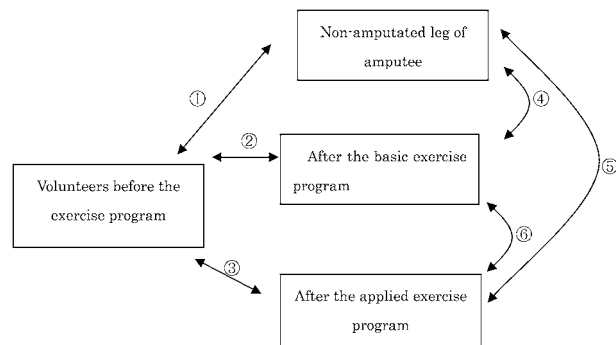 Non-amputated leg of
amputee
①
④
②
After the basic exercise
program
⑤
Volunteers before the
exercise program
⑥
③
After the applied exercise
program